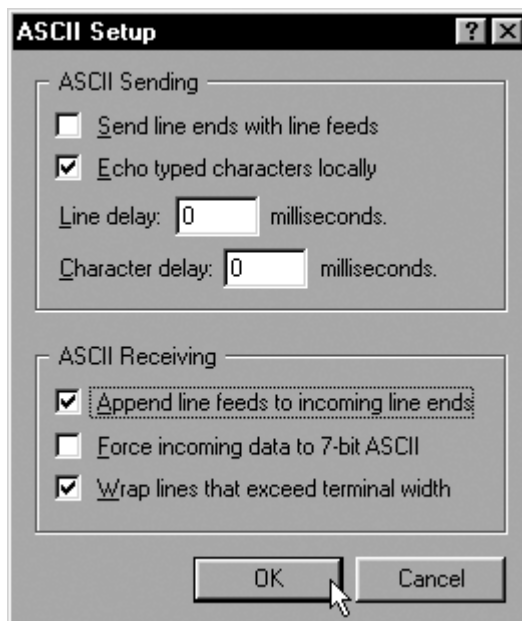 ASCII Setup
ASCII Sending
Send line ends with line feeds
Echo typed characters locally
Line delay: 0 milliseconds.
Character delay: 0 milliseconds.
ASCII Receiving
Append line feeds to incoming line ends
Force incoming data to 7-bit ASCII
Wrap lines that exceed terminal width
OK Cancel